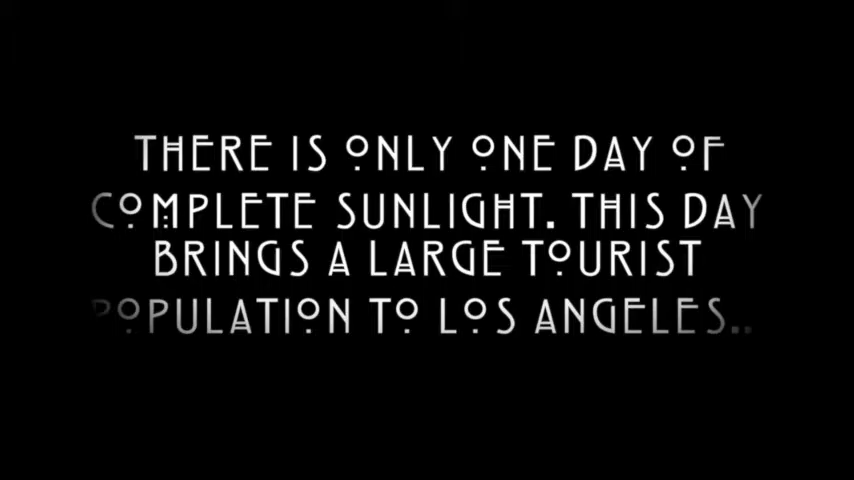 THERE IS ONLY ONE DAY OF
COMPLETE SUNLIGHT. THIS DAY
BRINGS A LARGE TOURIST
POPULATION TO LOS ANGELES..